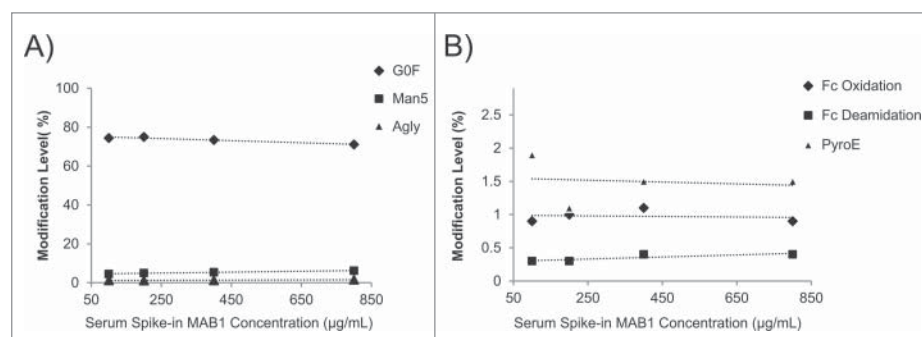 A)
G0F
Man5
Agly
100
80
60
40
20
0
Modification Level( %)
50 250 450 650 850
Serum Spike-in MAB1 Concentration (µg/mL)
B)
Fc Oxidation
Fc Deamidation
PyroE
2.5
2
1.5
1
0.5
0
Modification Level (%)
50 250 450 650 850
Serum Spike-in MAB1 Concentration (µg/mL)